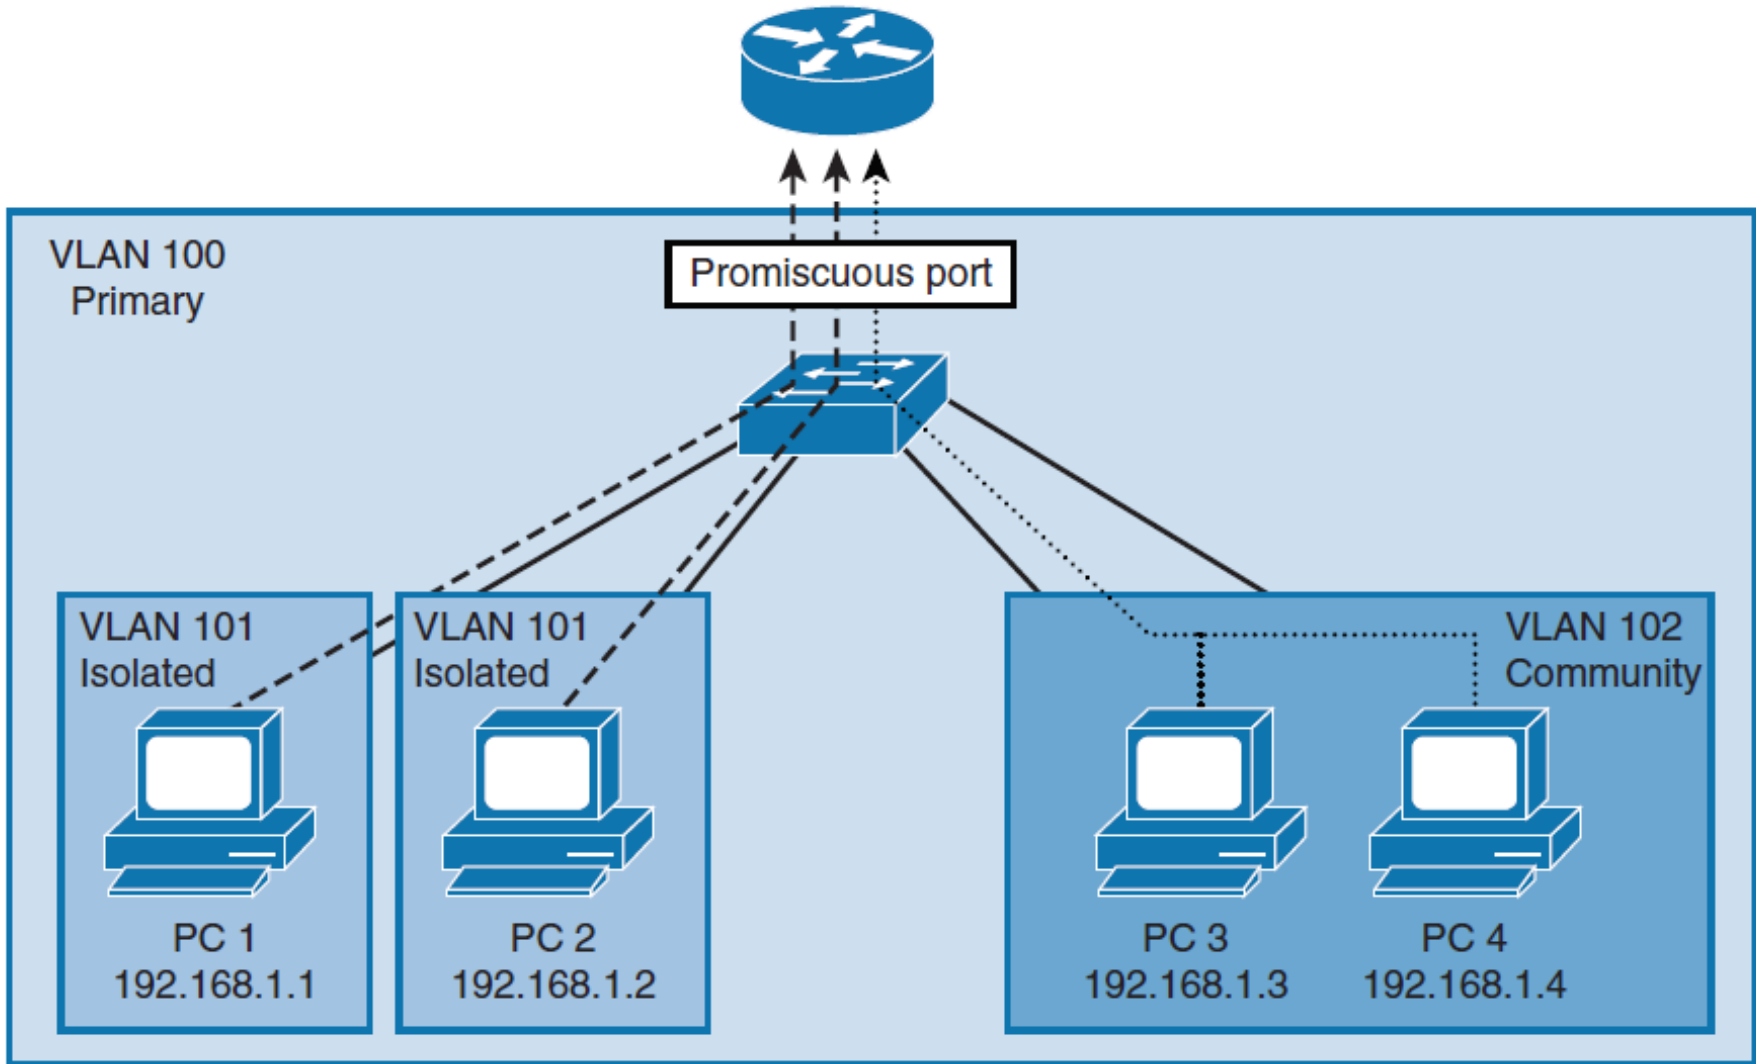 VLAN 100
Primary
Promiscuous port
VLAN 101
Isolated
VLAN 101
Isolated
VLAN 102
Community
PC 1
192.168.1.1
PC 2
192.168.1.2
PC 3
192.168.1.3
PC 4
192.168.1.4